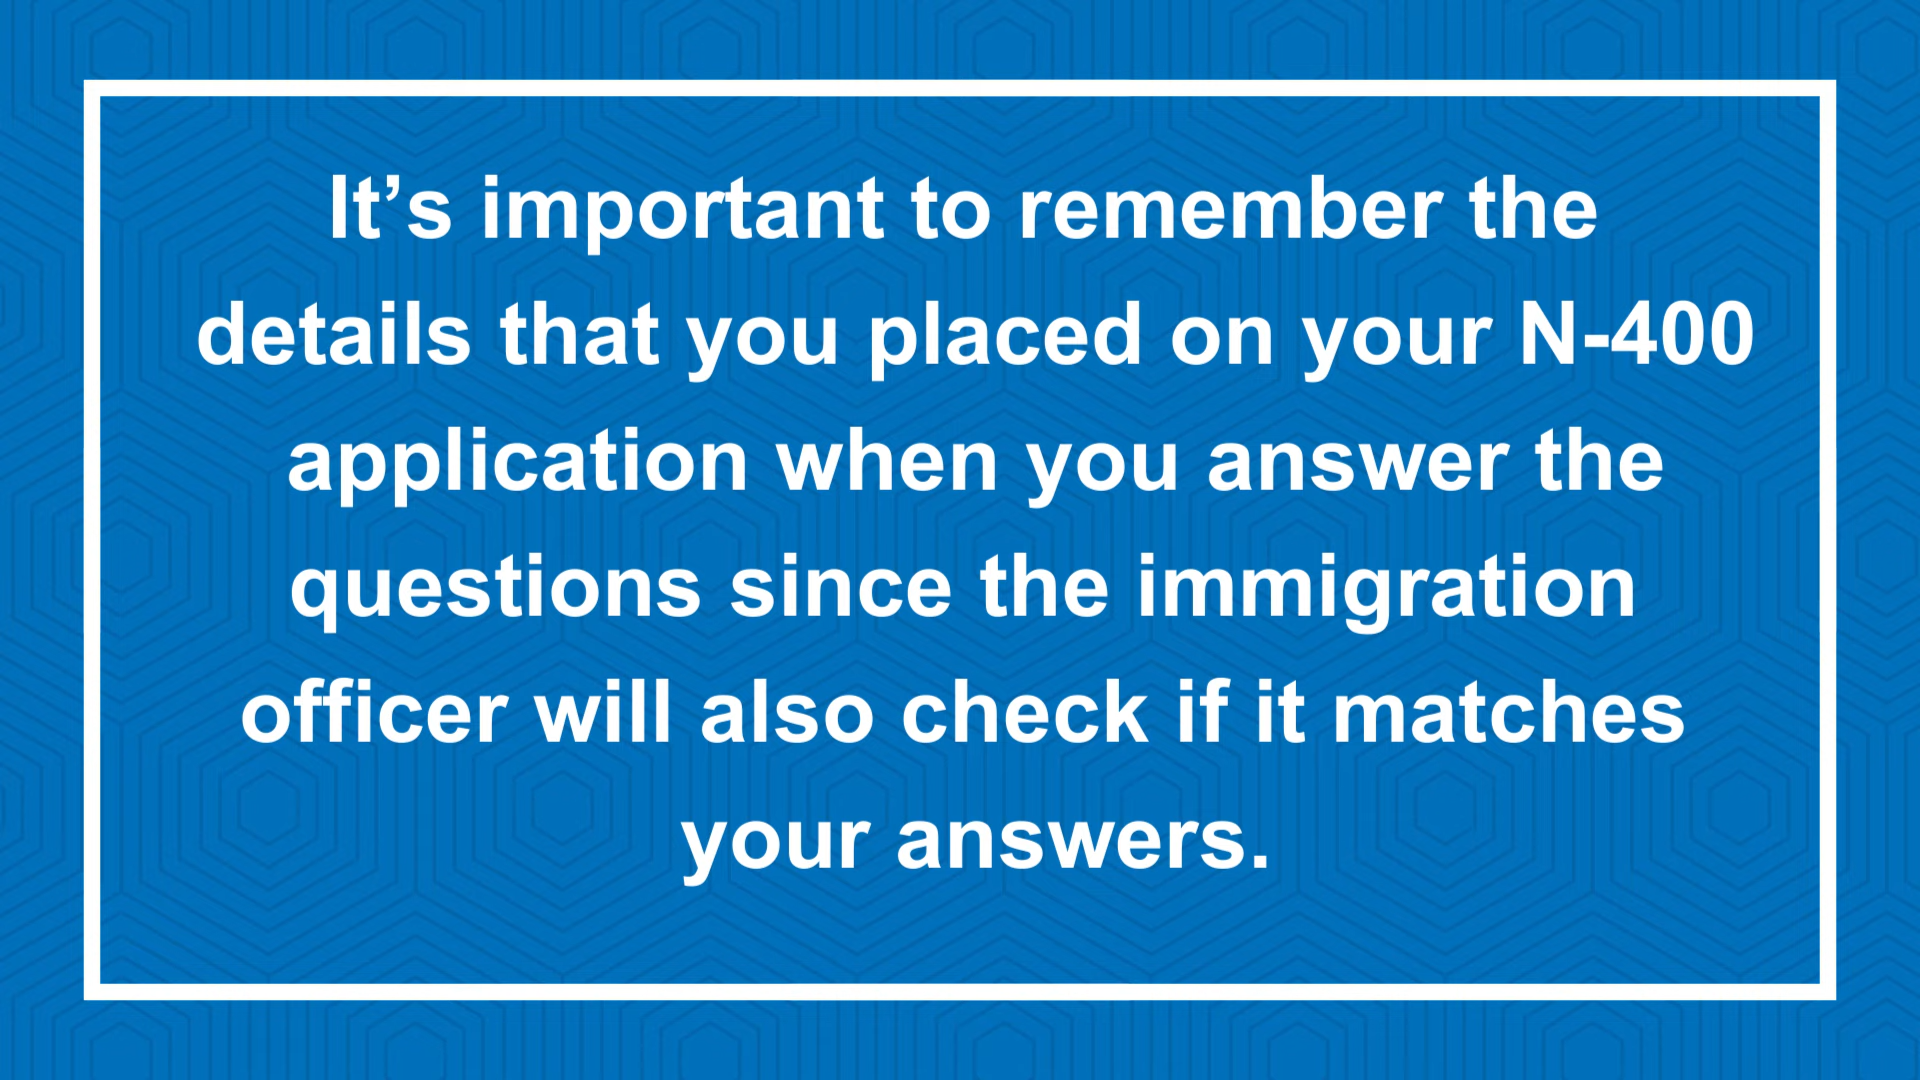 It’s important to remember the
details that you placed on your N-400
application when you answer the
questions since the immigration
officer will also check if it matches
your answers.